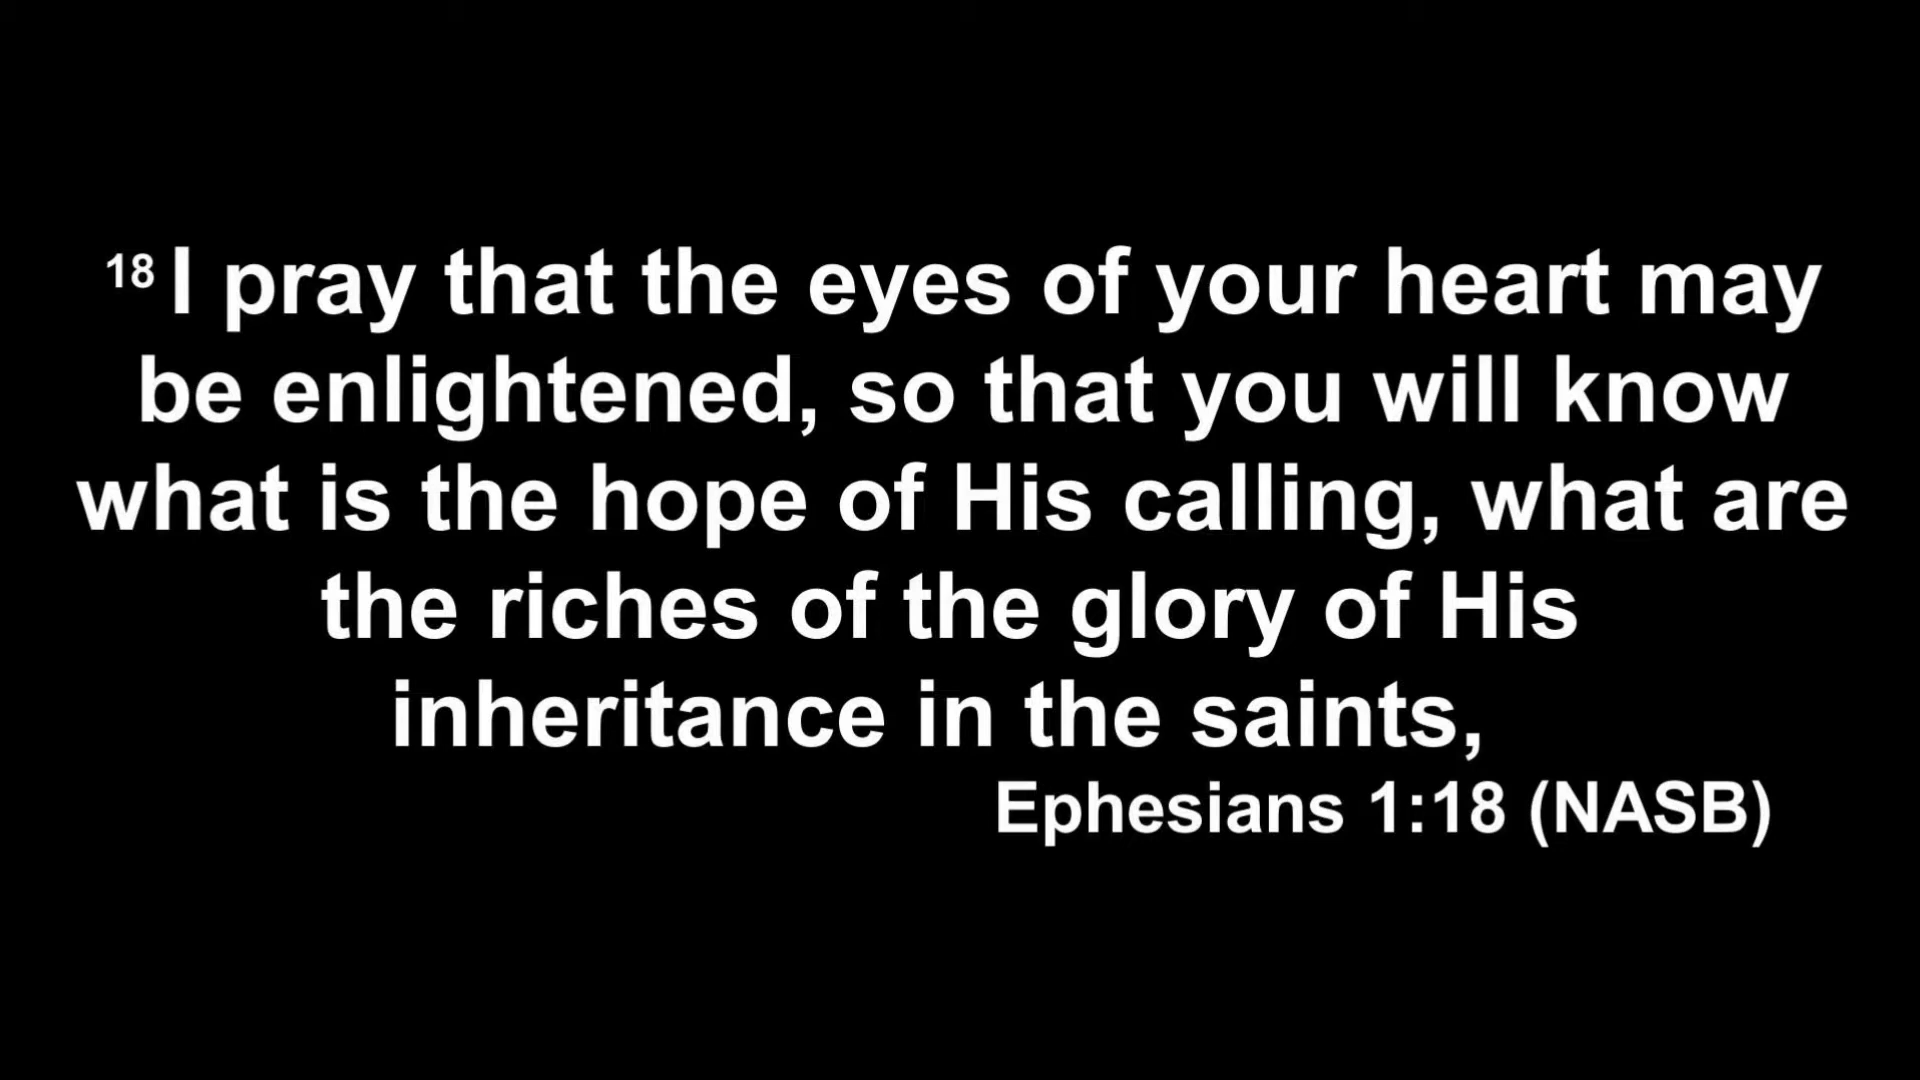 18 I pray that the eyes of your heart may
be enlightened, so that you will know
what is the hope of His calling, what are
the riches of the glory of His
inheritance in the saints,
Ephesians 1:18 (NASB)